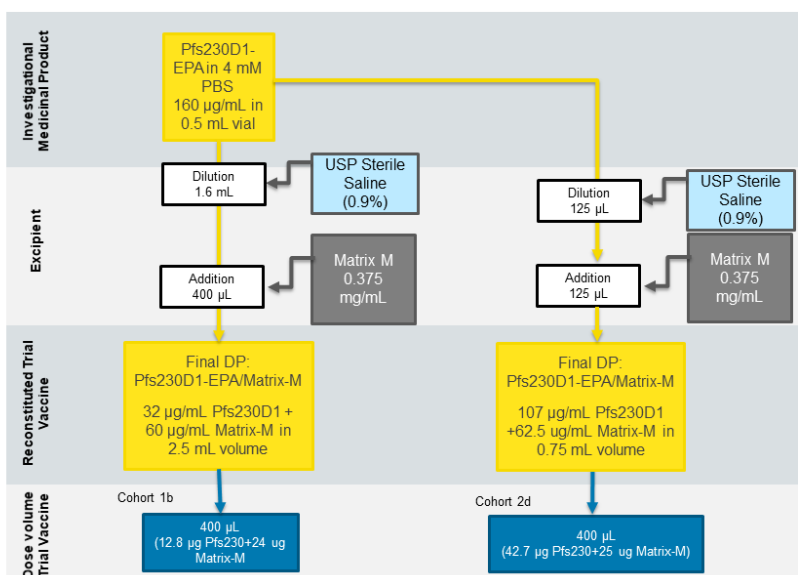 Investigational
Medicinal Product
Pfs230D1-
EPA in 4 mM
PBS
160 µg/mL in
0.5 mL vial
Excipient
Dilution
1.6 mL
USP Sterile
Saline
(0.9%)
Dilution
125 µL
USP Sterile
Saline
(0.9%)
Addition
400 µL
Matrix M
0.375
mg/mL
Addition
125 µL
Matrix M
0.375
mg/mL
Reconstituted Trial
Vaccine
Final DP:
Pfs230D1-EPA/Matrix-M
32 µg/mL Pfs230D1 +
60 µg/mL Matrix-M in
2.5 mL volume
Final DP:
Pfs230D1-EPA/Matrix-M
107 µg/mL Pfs230D1
+62.5 ug/mL Matrix-M in
0.75 mL volume
Dose volume
Trial Vaccine
Cohort 1b
400 µL
(12.8 µg Pfs230+24 ug
Matrix-M
Cohort 2d
400 µL
(42.7 µg Pfs230+25 ug Matrix-M)